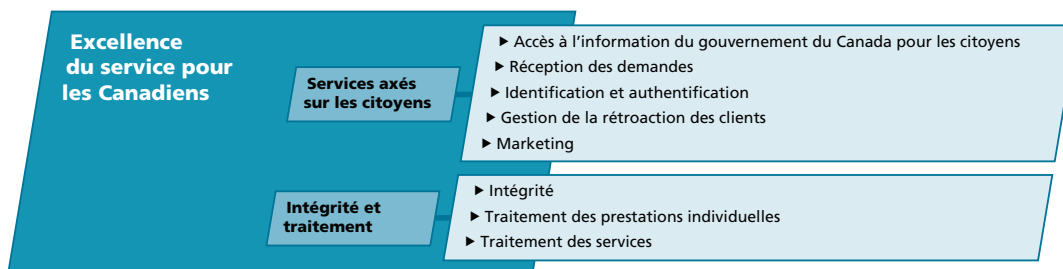 Excellence
du service pour
les Canadiens
Services axés
sur les citoyens
▶ Accès à l'information du gouvernement du Canada pour les citoyens
▶ Réception des demandes
▶ Identification et authentification
▶ Gestion de la rétroaction des clients
▶ Marketing
Intégrité et
traitement
▶ Intégrité
▶ Traitement des prestations individuelles
▶ Traitement des services